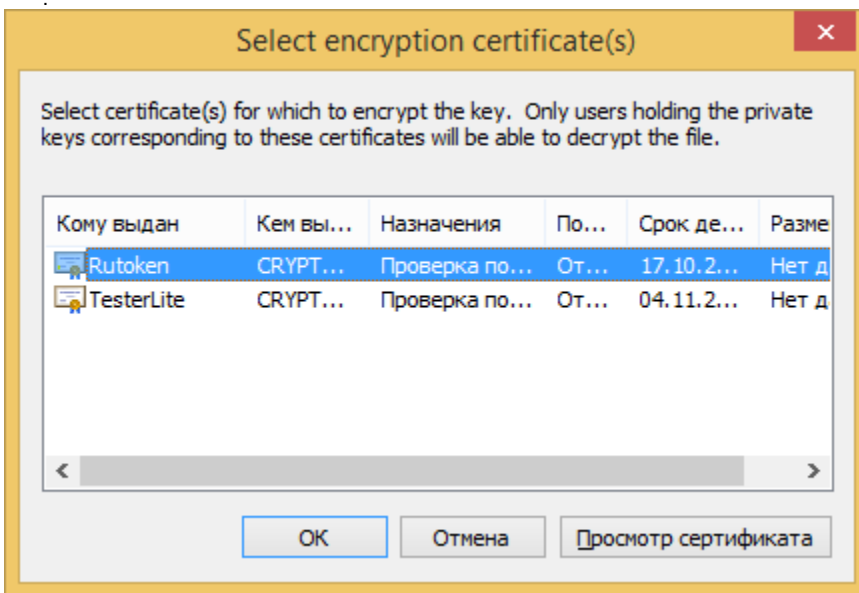 Select encryption certificate(s)
Select certificate(s) for which to encrypt the key. Only users holding the private
keys corresponding to these certificates will be able to decrypt the file.
Кому выдан Кем вы... Назначения По... Срок де... Разме
Rutoken CRYPT... Проверка по... От... 17.10.2... Нет д
TesterLite CRYPT... Проверка по... От... 04.11.2... Нет д
OK Отмена Просмотр сертификата